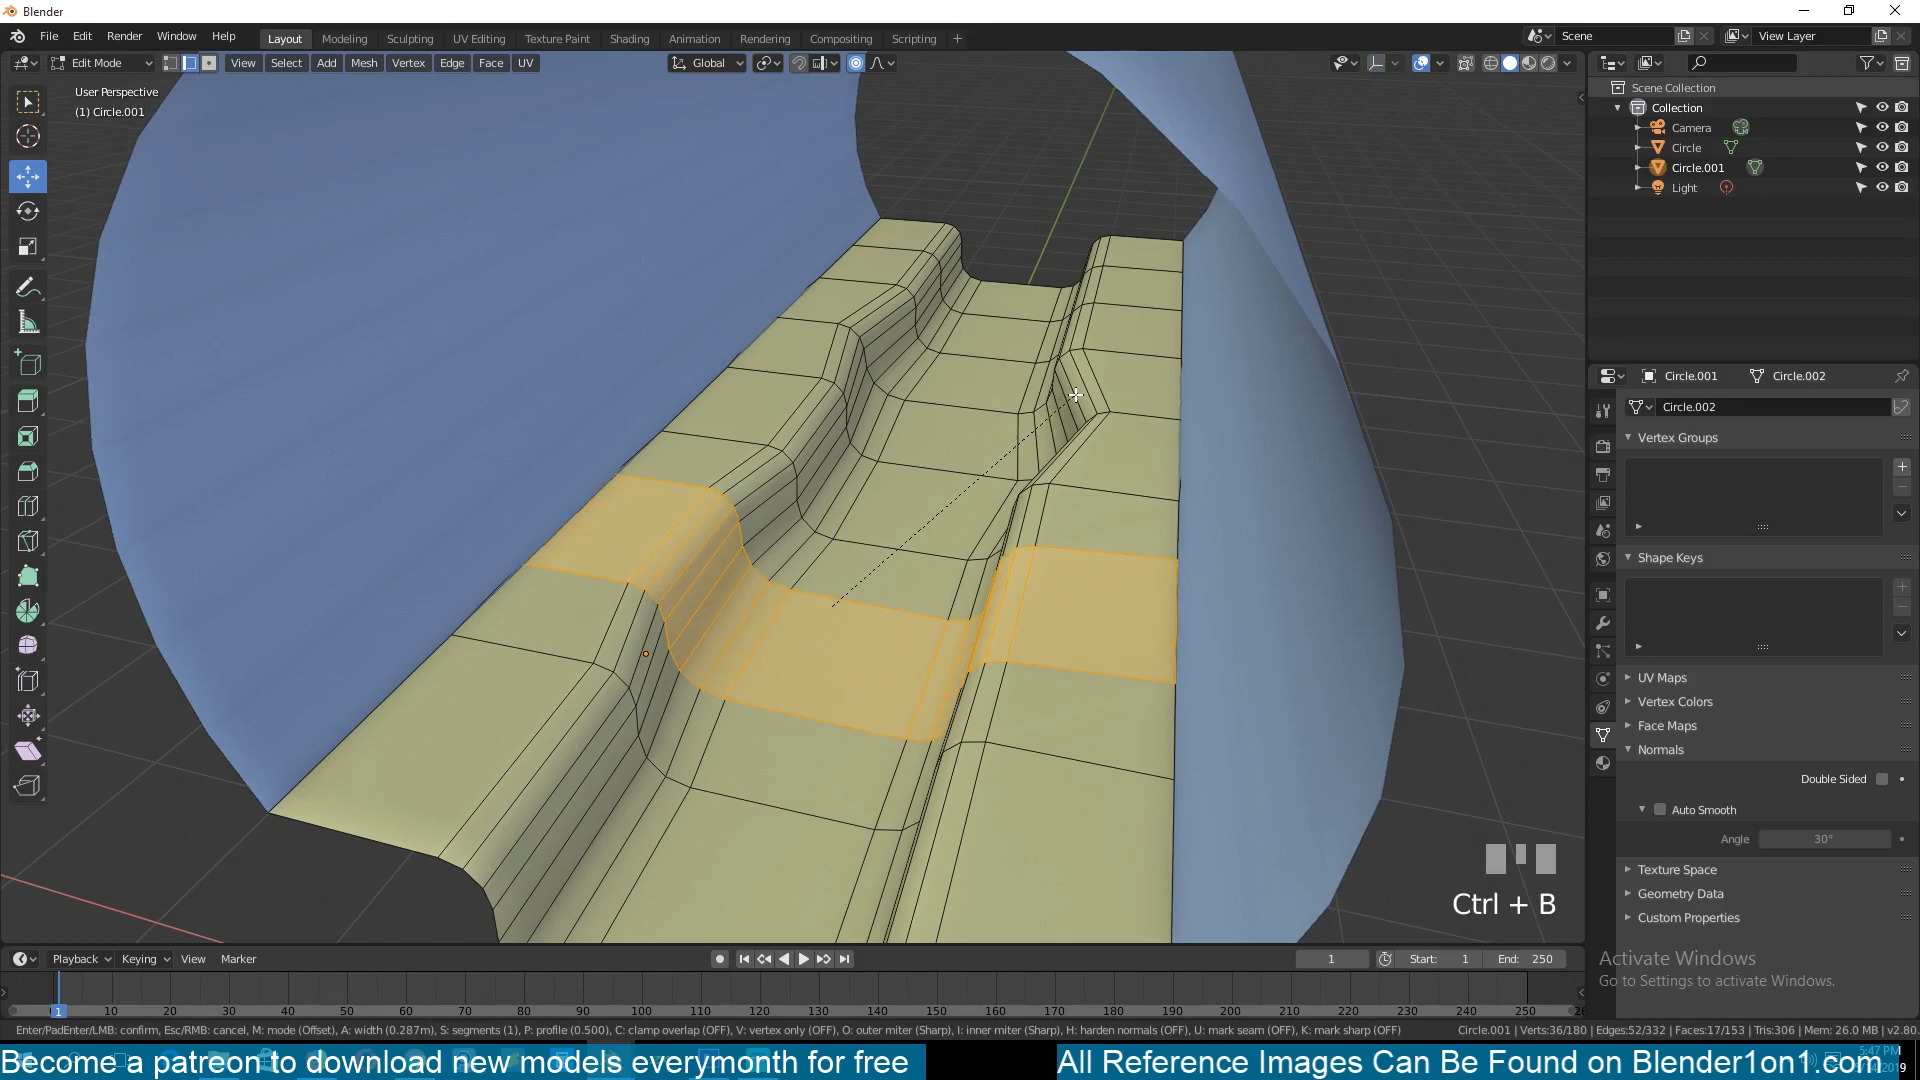 Blender
File Edit Render Window Help
Layout Modeling Sculpting UV Editing Texture Paint Shading Animation Rendering Compositing Scripting +
Scene
View Layer
Edit Mode View Select Add Mesh Vertex Edge Face UV
Global
User Perspective
(1) Circle.001
Scene Collection
Collection
Camera
Circle
Circle.001
Light
Circle.001 Circle.002
Circle.002
Vertex Groups
Shape Keys
UV Maps
Vertex Colors
Face Maps
Normals
Double Sided
Auto Smooth
Angle 30°
Texture Space
Geometry Data
Custom Properties
Ctrl + B
Activate Windows
Go to Settings to activate Windows.
Playback Keying View Marker
1 Start: 1 End: 250
1 10 20 30 40 50 60 70 80 90 100 110 120 130 140 150 160 170 180 190 200 210 220 230 240 250
Enter/PadEnter/LMB: confirm, Esc/RMB: cancel, M: mode (Offset), A: width (0.287m), S: segments (1), P: profile (0.500), C: clamp overlap (OFF), V: vertex only (OFF), O: outer miter (Sharp), I: inner miter (Sharp), H: harden normals (OFF), U: mark seam (OFF), K: mark sharp (OFF)
Circle.001 | Verts:36/180 | Edges:52/332 | Faces:17/153 | Tris:306 | Mem: 26.0 MB | v2.80.
Become a patreon to download new models everymonth for free
All Reference Images Can Be Found on Blender1on1.com
5:47 PM